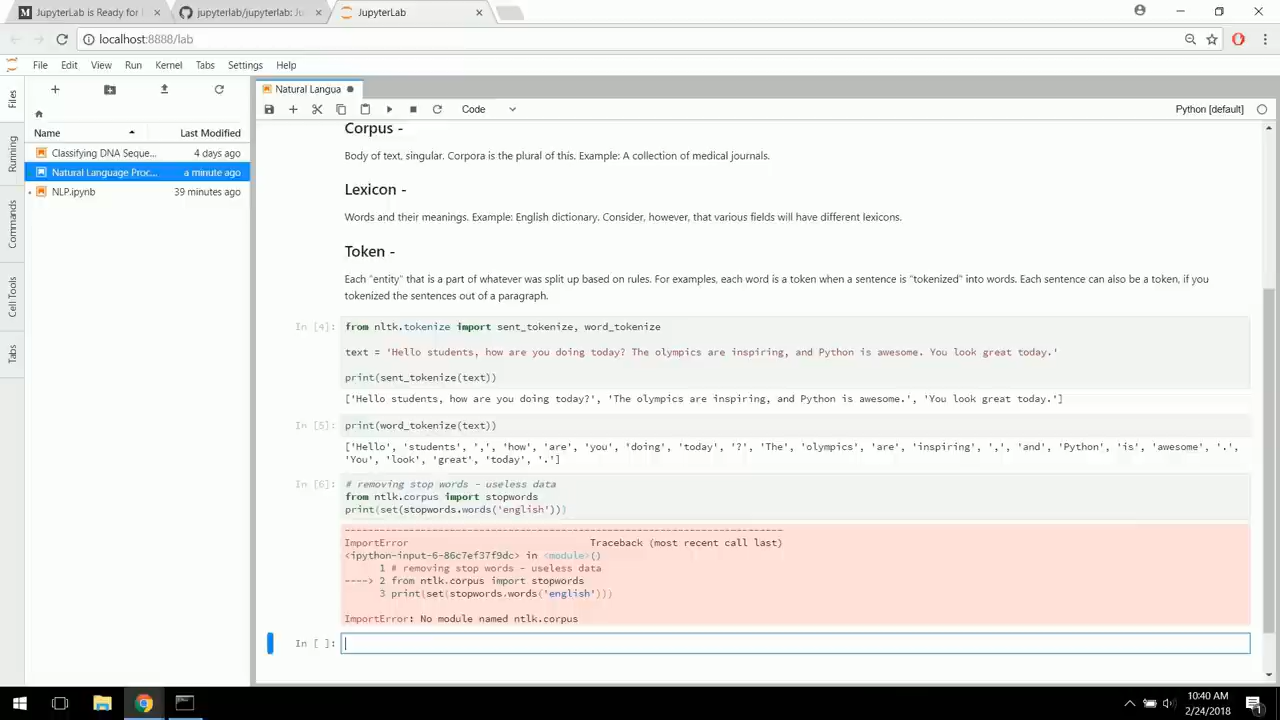 JupyterLab is Ready for
jupyterlab/jupyterlab: Ju
JupyterLab
localhost:8888/lab
File Edit View Run Kernel Tabs Settings Help
Files
Running
Commands
Cell Tools
Tabs
Name Last Modified
Classifying DNA Seque... 4 days ago
Natural Language Proc... a minute ago
NLP.ipynb 39 minutes ago
Natural Langua
Code
Python [default]
Corpus -
Body of text, singular. Corpora is the plural of this. Example: A collection of medical journals.
Lexicon -
Words and their meanings. Example: English dictionary. Consider, however, that various fields will have different lexicons.
Token -
Each "entity" that is a part of whatever was split up based on rules. For examples, each word is a token when a sentence is "tokenized" into words. Each sentence can also be a token, if you
tokenized the sentences out of a paragraph.
In [4]: from nltk.tokenize import sent_tokenize, word_tokenize
text = 'Hello students, how are you doing today? The olympics are inspiring, and Python is awesome. You look great today.'
print(sent_tokenize(text))
['Hello students, how are you doing today?', 'The olympics are inspiring, and Python is awesome.', 'You look great today.']
In [5]: print(word_tokenize(text))
['Hello', 'students', ',', 'how', 'are', 'you', 'doing', 'today', '?', 'The', 'olympics', 'are', 'inspiring', ',', 'and', 'Python', 'is', 'awesome', '.',
'You', 'look', 'great', 'today', '.']
In [6]: # removing stop words - useless data
from ntlk.corpus import stopwords
print(set(stopwords.words('english')))
---------------------------------------------------------------------------
ImportError Traceback (most recent call last)
<ipython-input-6-86c7ef37f9dc> in <module>()
1 # removing stop words - useless data
----> 2 from ntlk.corpus import stopwords
3 print(set(stopwords.words('english')))
ImportError: No module named ntlk.corpus
In [ ]:
10:40 AM
2/24/2018
1